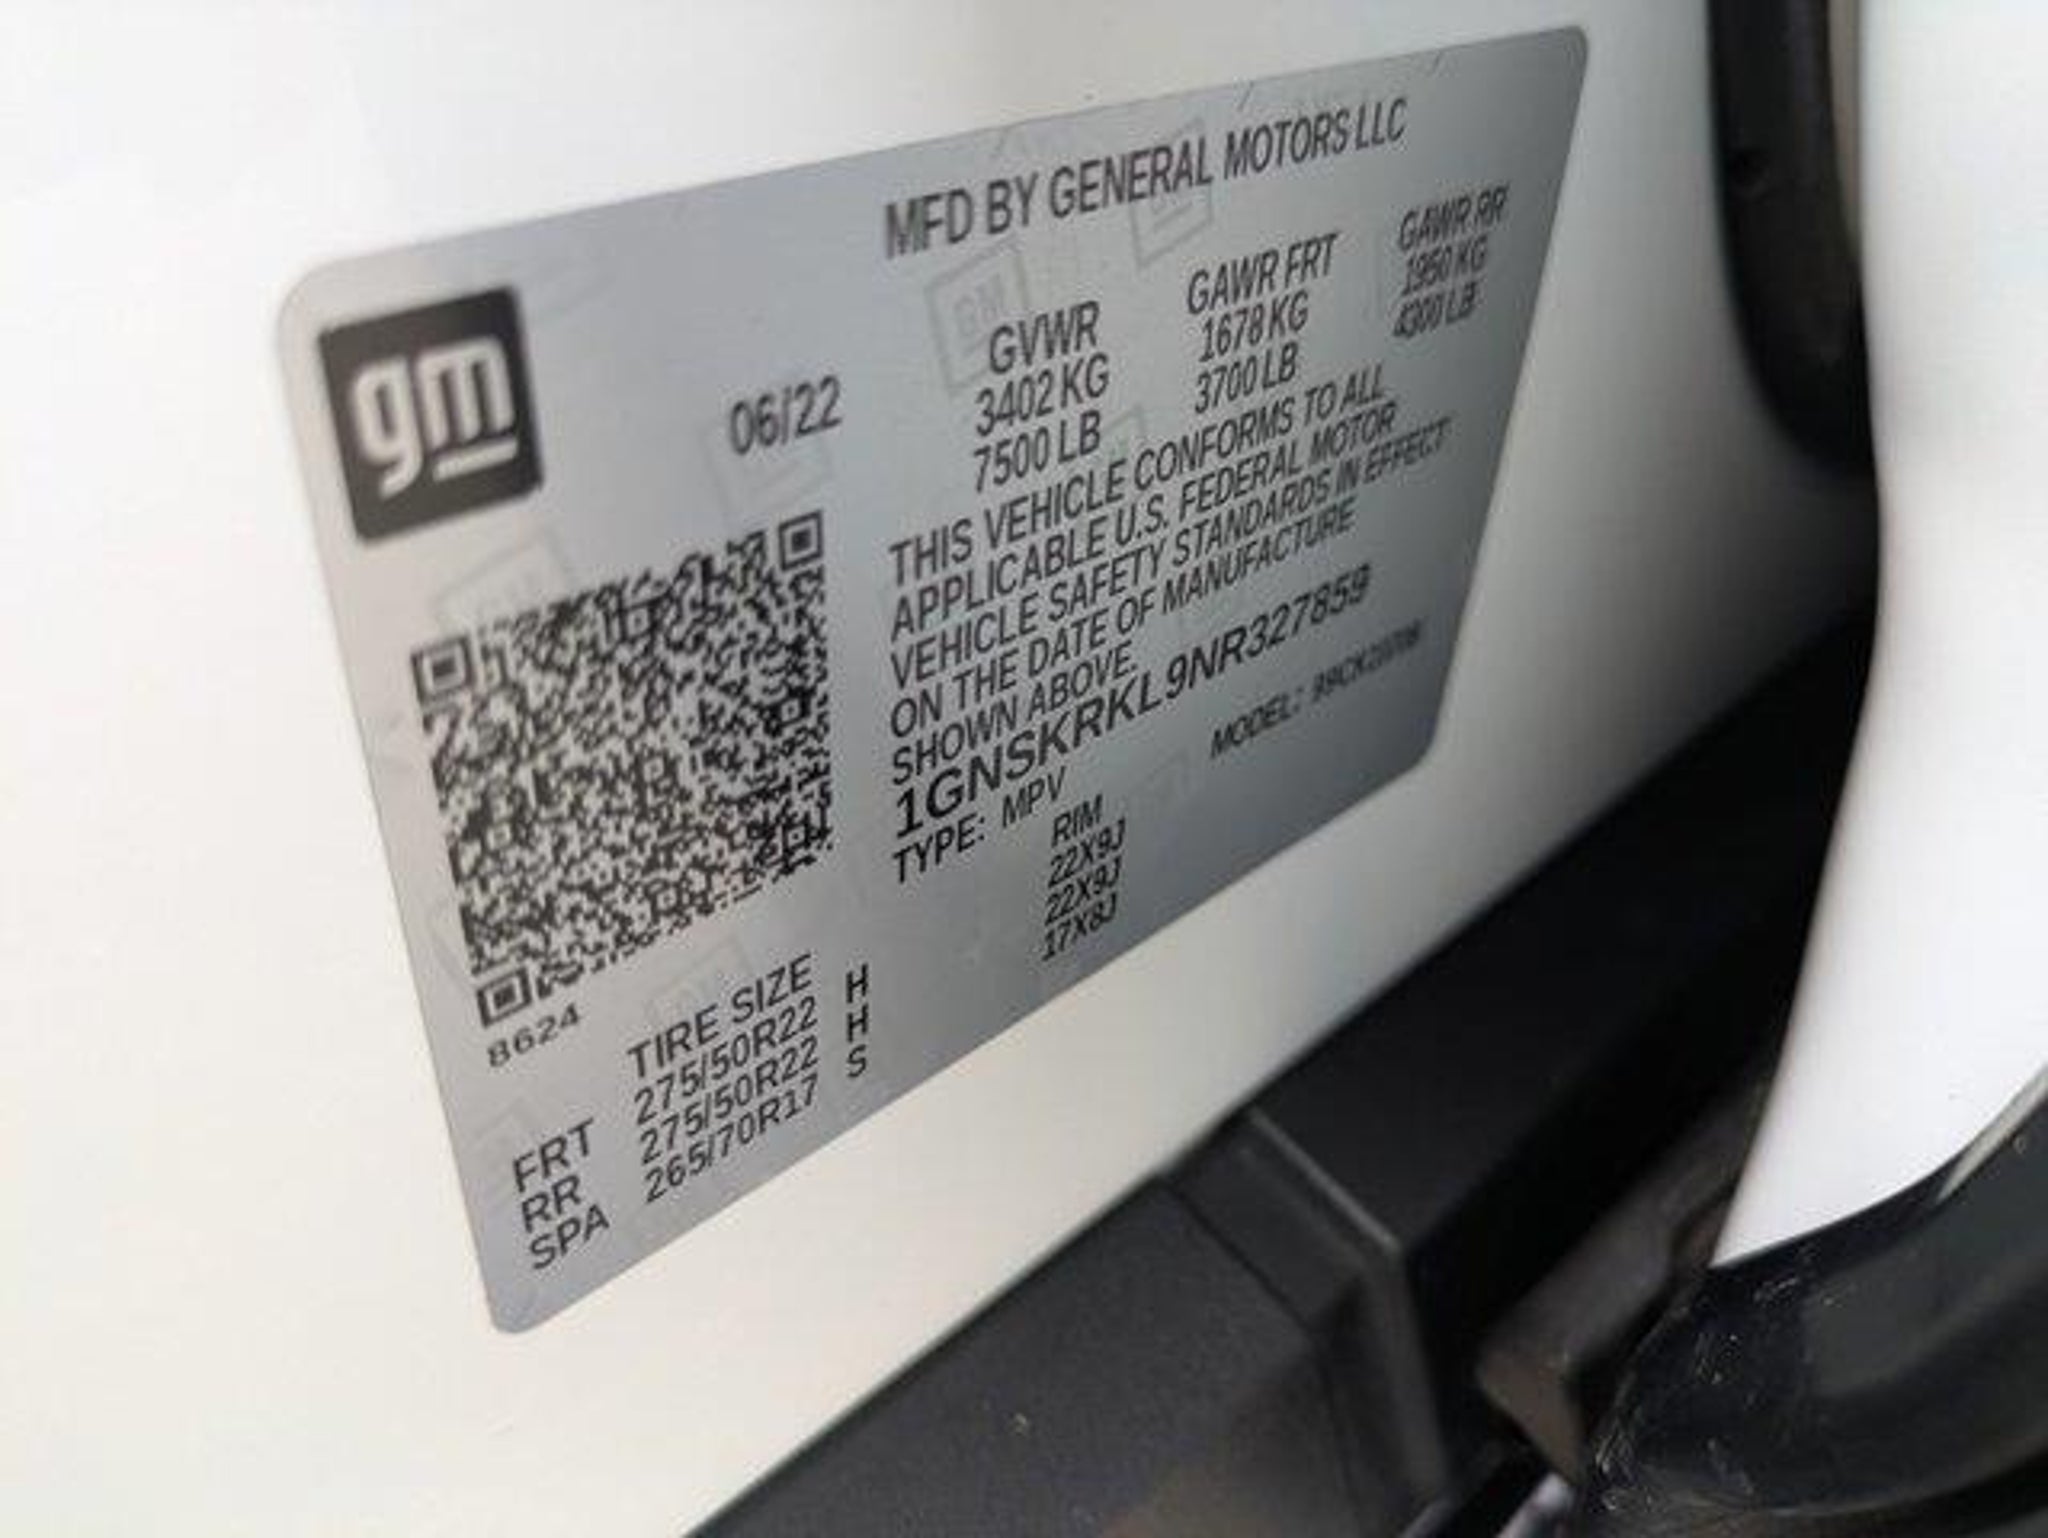 MFD BY GENERAL MOTORS LLC
gm
06/22
GVWR GAWR FRT GAWR RR
3402 KG 1678 KG 1950 KG
7500 LB 3700 LB 4300 LB
THIS VEHICLE CONFORMS TO ALL
APPLICABLE U.S. FEDERAL MOTOR
VEHICLE SAFETY STANDARDS IN EFFECT
ON THE DATE OF MANUFACTURE
SHOWN ABOVE.
1GNSKRKL9NR327859
TYPE: MPV MODEL:
8624
TIRE SIZE RIM
FRT 275/50R22 H 22X9J
RR 275/50R22 H 22X9J
SPA 265/70R17 S 17X8J